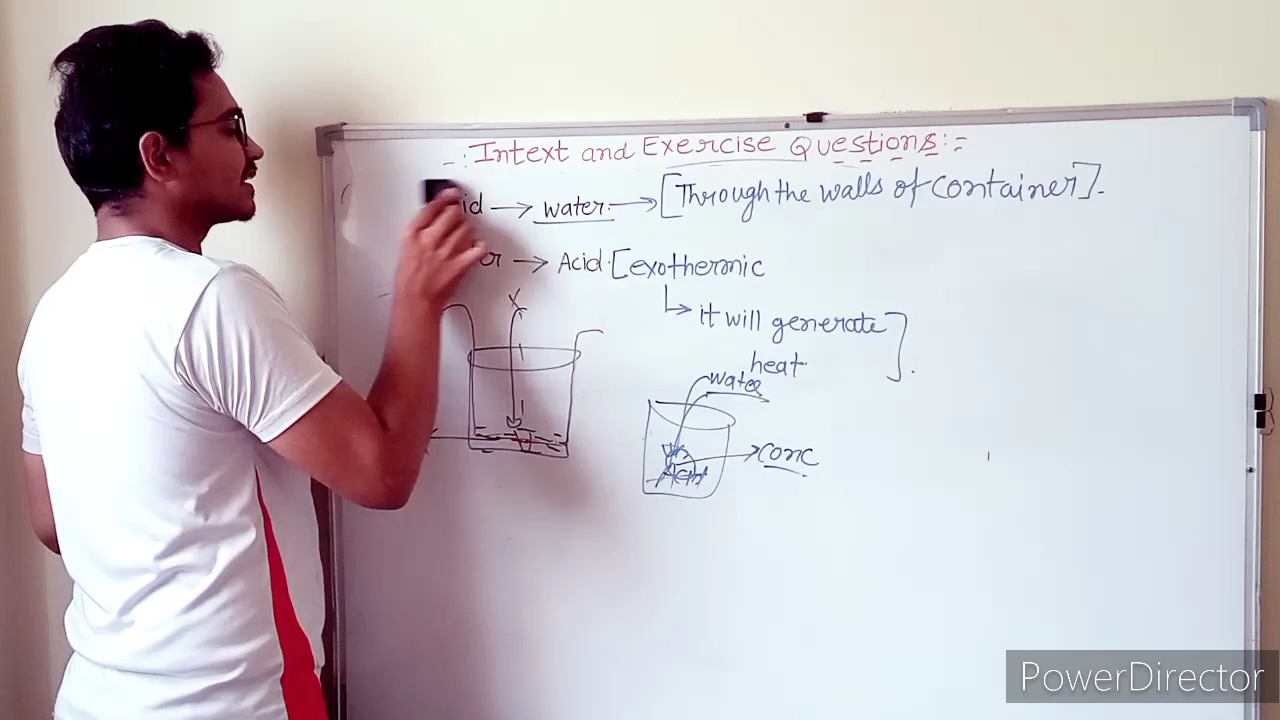 -: Intext and Exercise Questions :-
id → water → [Through the walls of container].
er → Acid [exothermic
↳ it will generate
heat ].
water
conc
Acid
PowerDirector